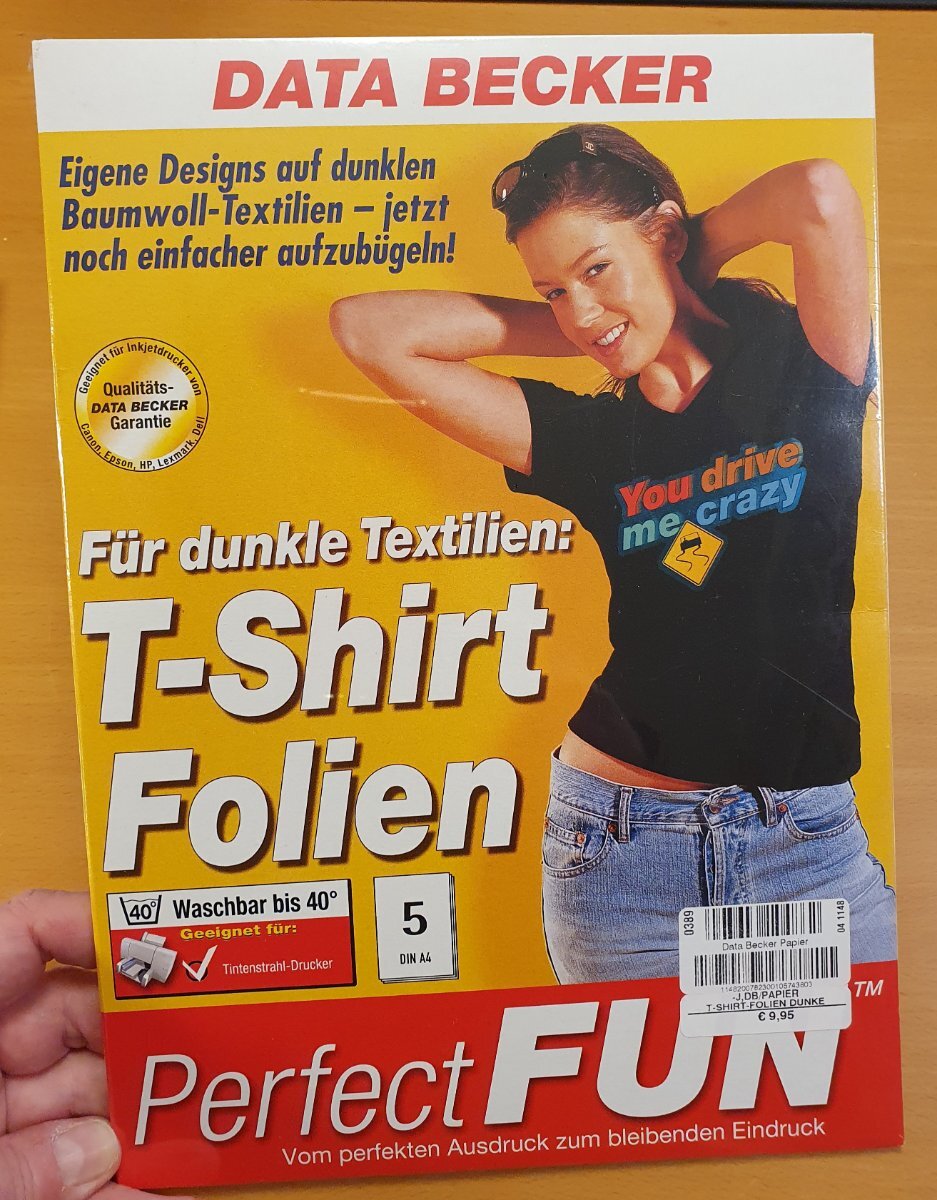 DATA BECKER
Eigene Designs auf dunklen
Baumwoll-Textilien – jetzt
noch einfacher aufzubügeln!
Geeignet für Inkjetdrucker von
Qualitäts-
DATA BECKER
Garantie
Canon, Epson, HP, Lexmark, Dell
You drive
me crazy
Für dunkle Textilien:
T-Shirt
Folien
40° Waschbar bis 40°
Geeignet für:
Tintenstrahl-Drucker
5
DIN A4
0389
04 1148
Data Becker Papier
-J,DB/PAPIER
T-SHIRT-FOLIEN DUNKE
€ 9,95
Perfect FUN ™
Vom perfekten Ausdruck zum bleibenden Eindruck